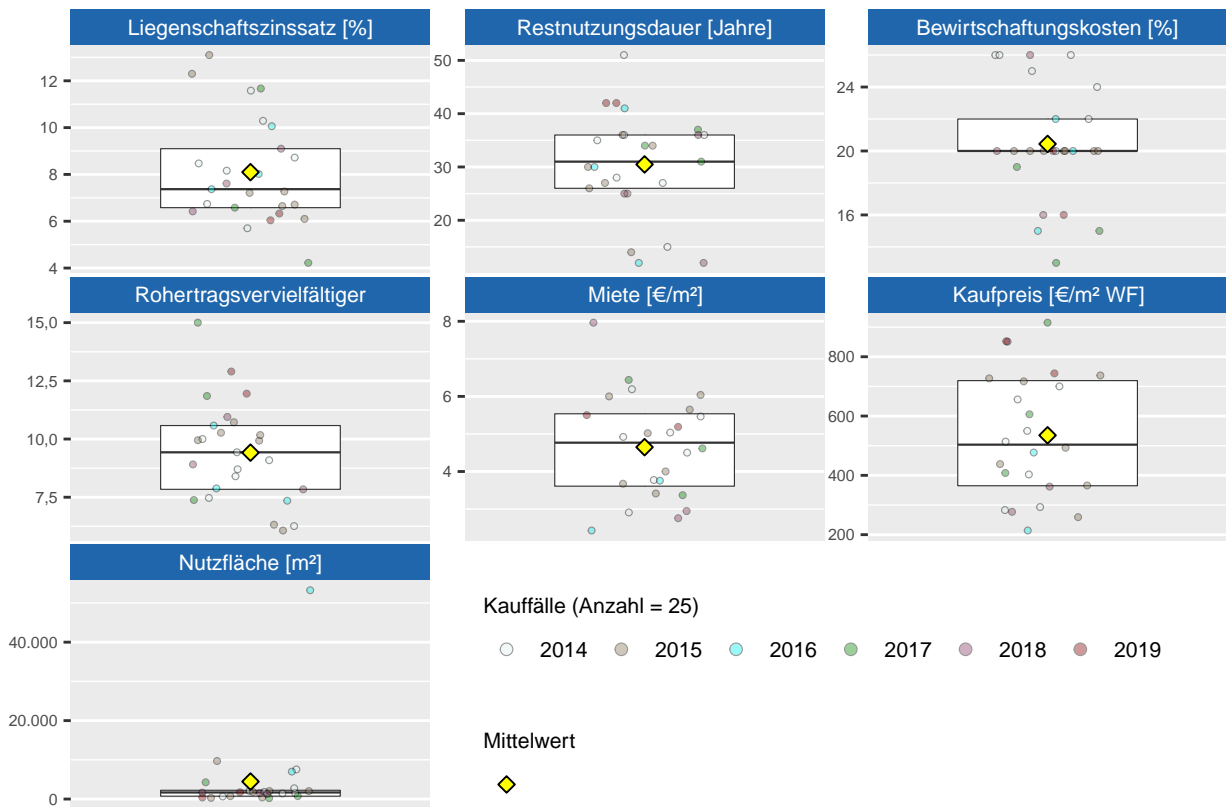 Liegenschaftszinssatz [%]
Restnutzungsdauer [Jahre]
Bewirtschaftungskosten [%]
12
10
8
6
4
50
40
30
20
24
20
16
Rohertragsvervielfältiger
Miete [€/m²]
Kaufpreis [€/m² WF]
15,0
12,5
10,0
7,5
8
6
4
800
600
400
200
Nutzfläche [m²]
40.000
20.000
0
Kauffälle (Anzahl = 25)
2014 2015 2016 2017 2018 2019
Mittelwert